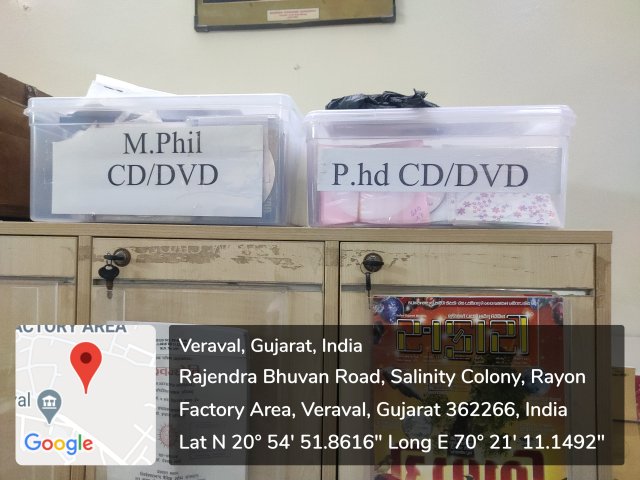 M.Phil
CD/DVD
P.hd CD/DVD
ACTORY AREA
Google
Veraval, Gujarat, India
Rajendra Bhuvan Road, Salinity Colony, Rayon
Factory Area, Veraval, Gujarat 362266, India
Lat N 20° 54' 51.8616" Long E 70° 21' 11.1492"